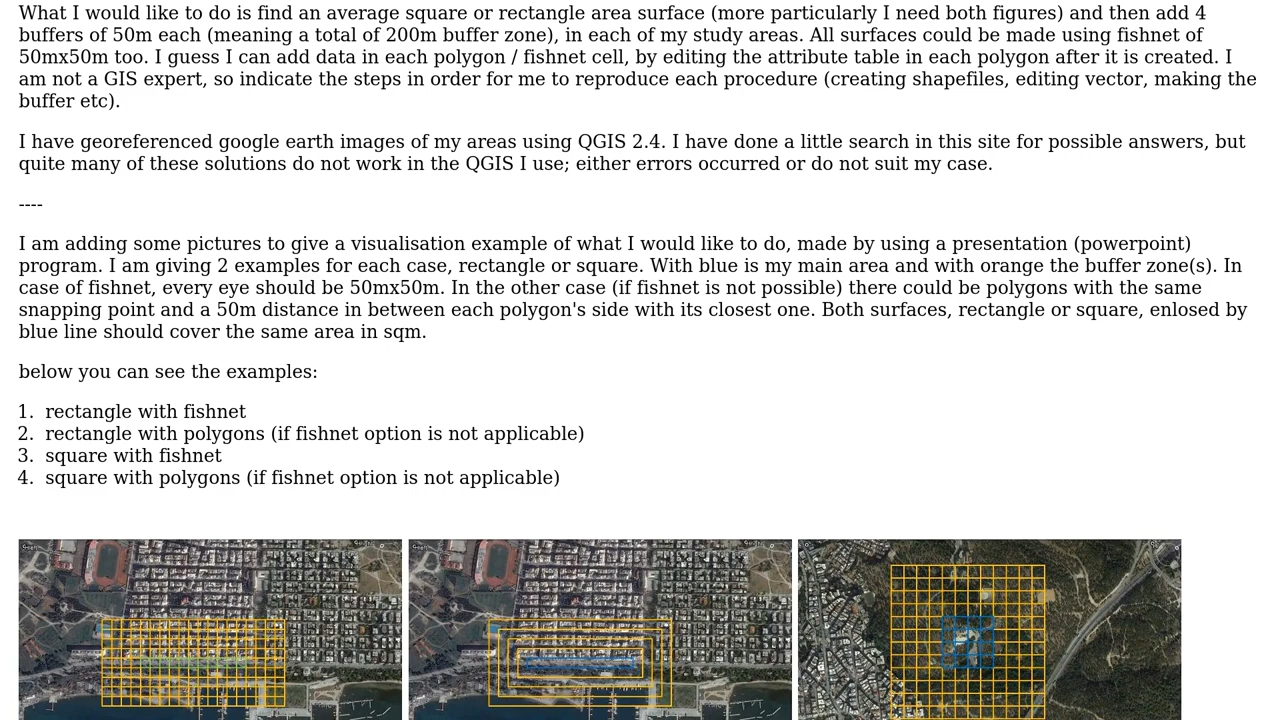 What I would like to do is find an average square or rectangle area surface (more particularly I need both figures) and then add 4
buffers of 50m each (meaning a total of 200m buffer zone), in each of my study areas. All surfaces could be made using fishnet of
50mx50m too. I guess I can add data in each polygon / fishnet cell, by editing the attribute table in each polygon after it is created. I
am not a GIS expert, so indicate the steps in order for me to reproduce each procedure (creating shapefiles, editing vector, making the
buffer etc).
I have georeferenced google earth images of my areas using QGIS 2.4. I have done a little search in this site for possible answers, but
quite many of these solutions do not work in the QGIS I use; either errors occurred or do not suit my case.
----
I am adding some pictures to give a visualisation example of what I would like to do, made by using a presentation (powerpoint)
program. I am giving 2 examples for each case, rectangle or square. With blue is my main area and with orange the buffer zone(s). In
case of fishnet, every eye should be 50mx50m. In the other case (if fishnet is not possible) there could be polygons with the same
snapping point and a 50m distance in between each polygon's side with its closest one. Both surfaces, rectangle or square, enlosed by
blue line should cover the same area in sqm.
below you can see the examples:
1. rectangle with fishnet
2. rectangle with polygons (if fishnet option is not applicable)
3. square with fishnet
4. square with polygons (if fishnet option is not applicable)